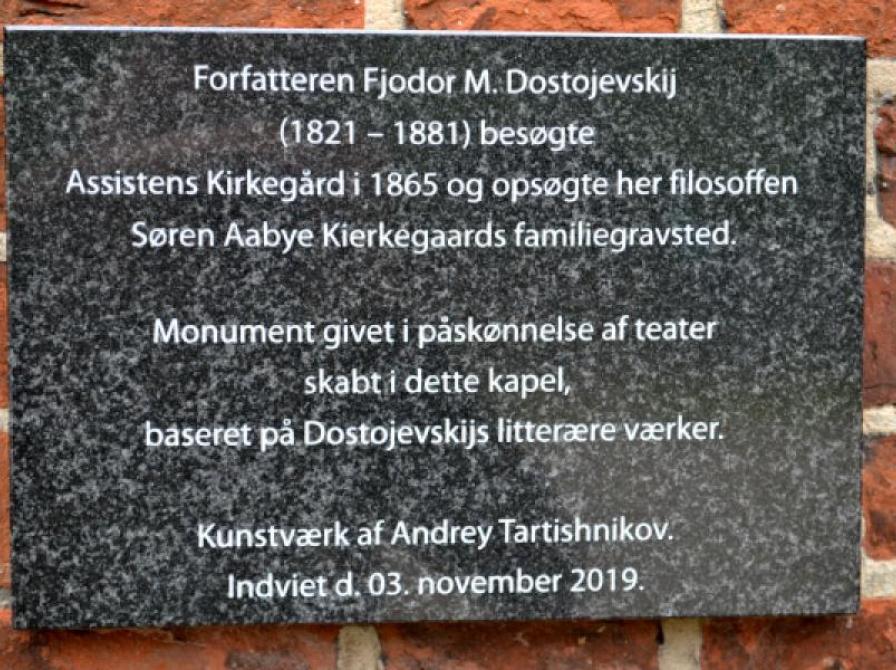 Forfatteren Fjodor M. Dostojevskij
(1821 – 1881) besøgte
Assistens Kirkegård i 1865 og opsøgte her filosoffen
Søren Aabye Kierkegaards familiegravsted.
Monument givet i påskønnelse af teater
skabt i dette kapel,
baseret på Dostojevskijs litterære værker.
Kunstværk af Andrey Tartishnikov.
Indviet d. 03. november 2019.